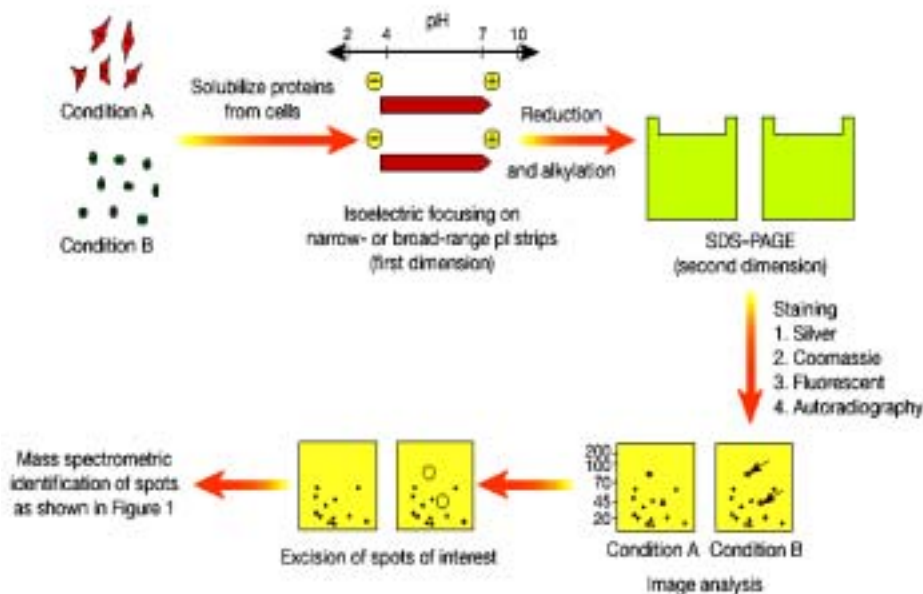 pH
2 4 7 10
Condition A
Solubilize proteins
from cells
− +
− +
Reduction
and alkylation
Condition B
Isoelectric focusing on
narrow- or broad-range pI strips
(first dimension)
SDS–PAGE
(second dimension)
Staining
1. Silver
2. Coomassie
3. Fluorescent
4. Autoradiography
200
100
70
45
20
Condition A Condition B
Image analysis
Excision of spots of interest
Mass spectrometric
identification of spots
as shown in Figure 1